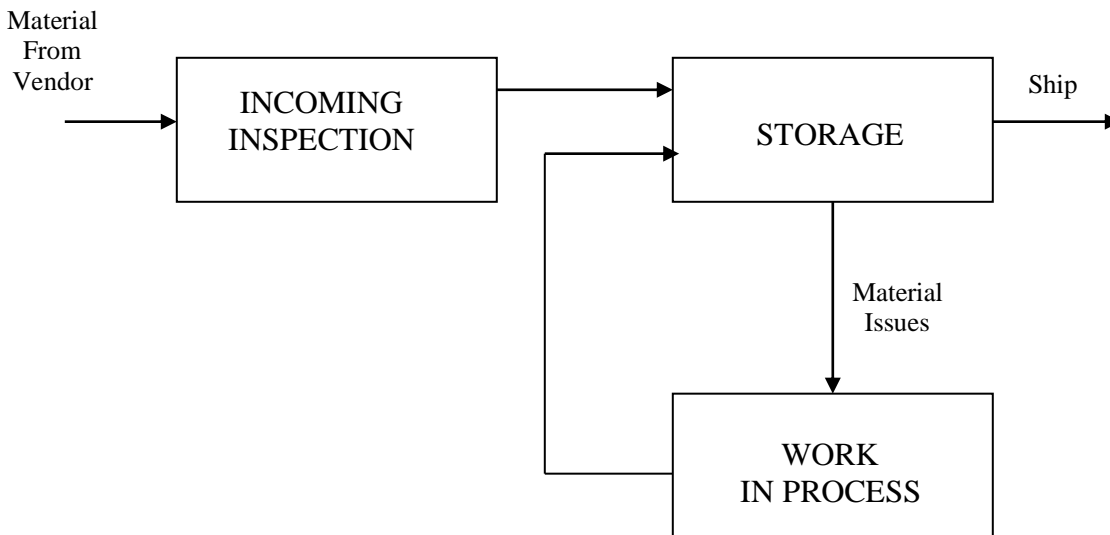 Material
From
Vendor
INCOMING
INSPECTION
STORAGE
Ship
Material
Issues
WORK
IN PROCESS